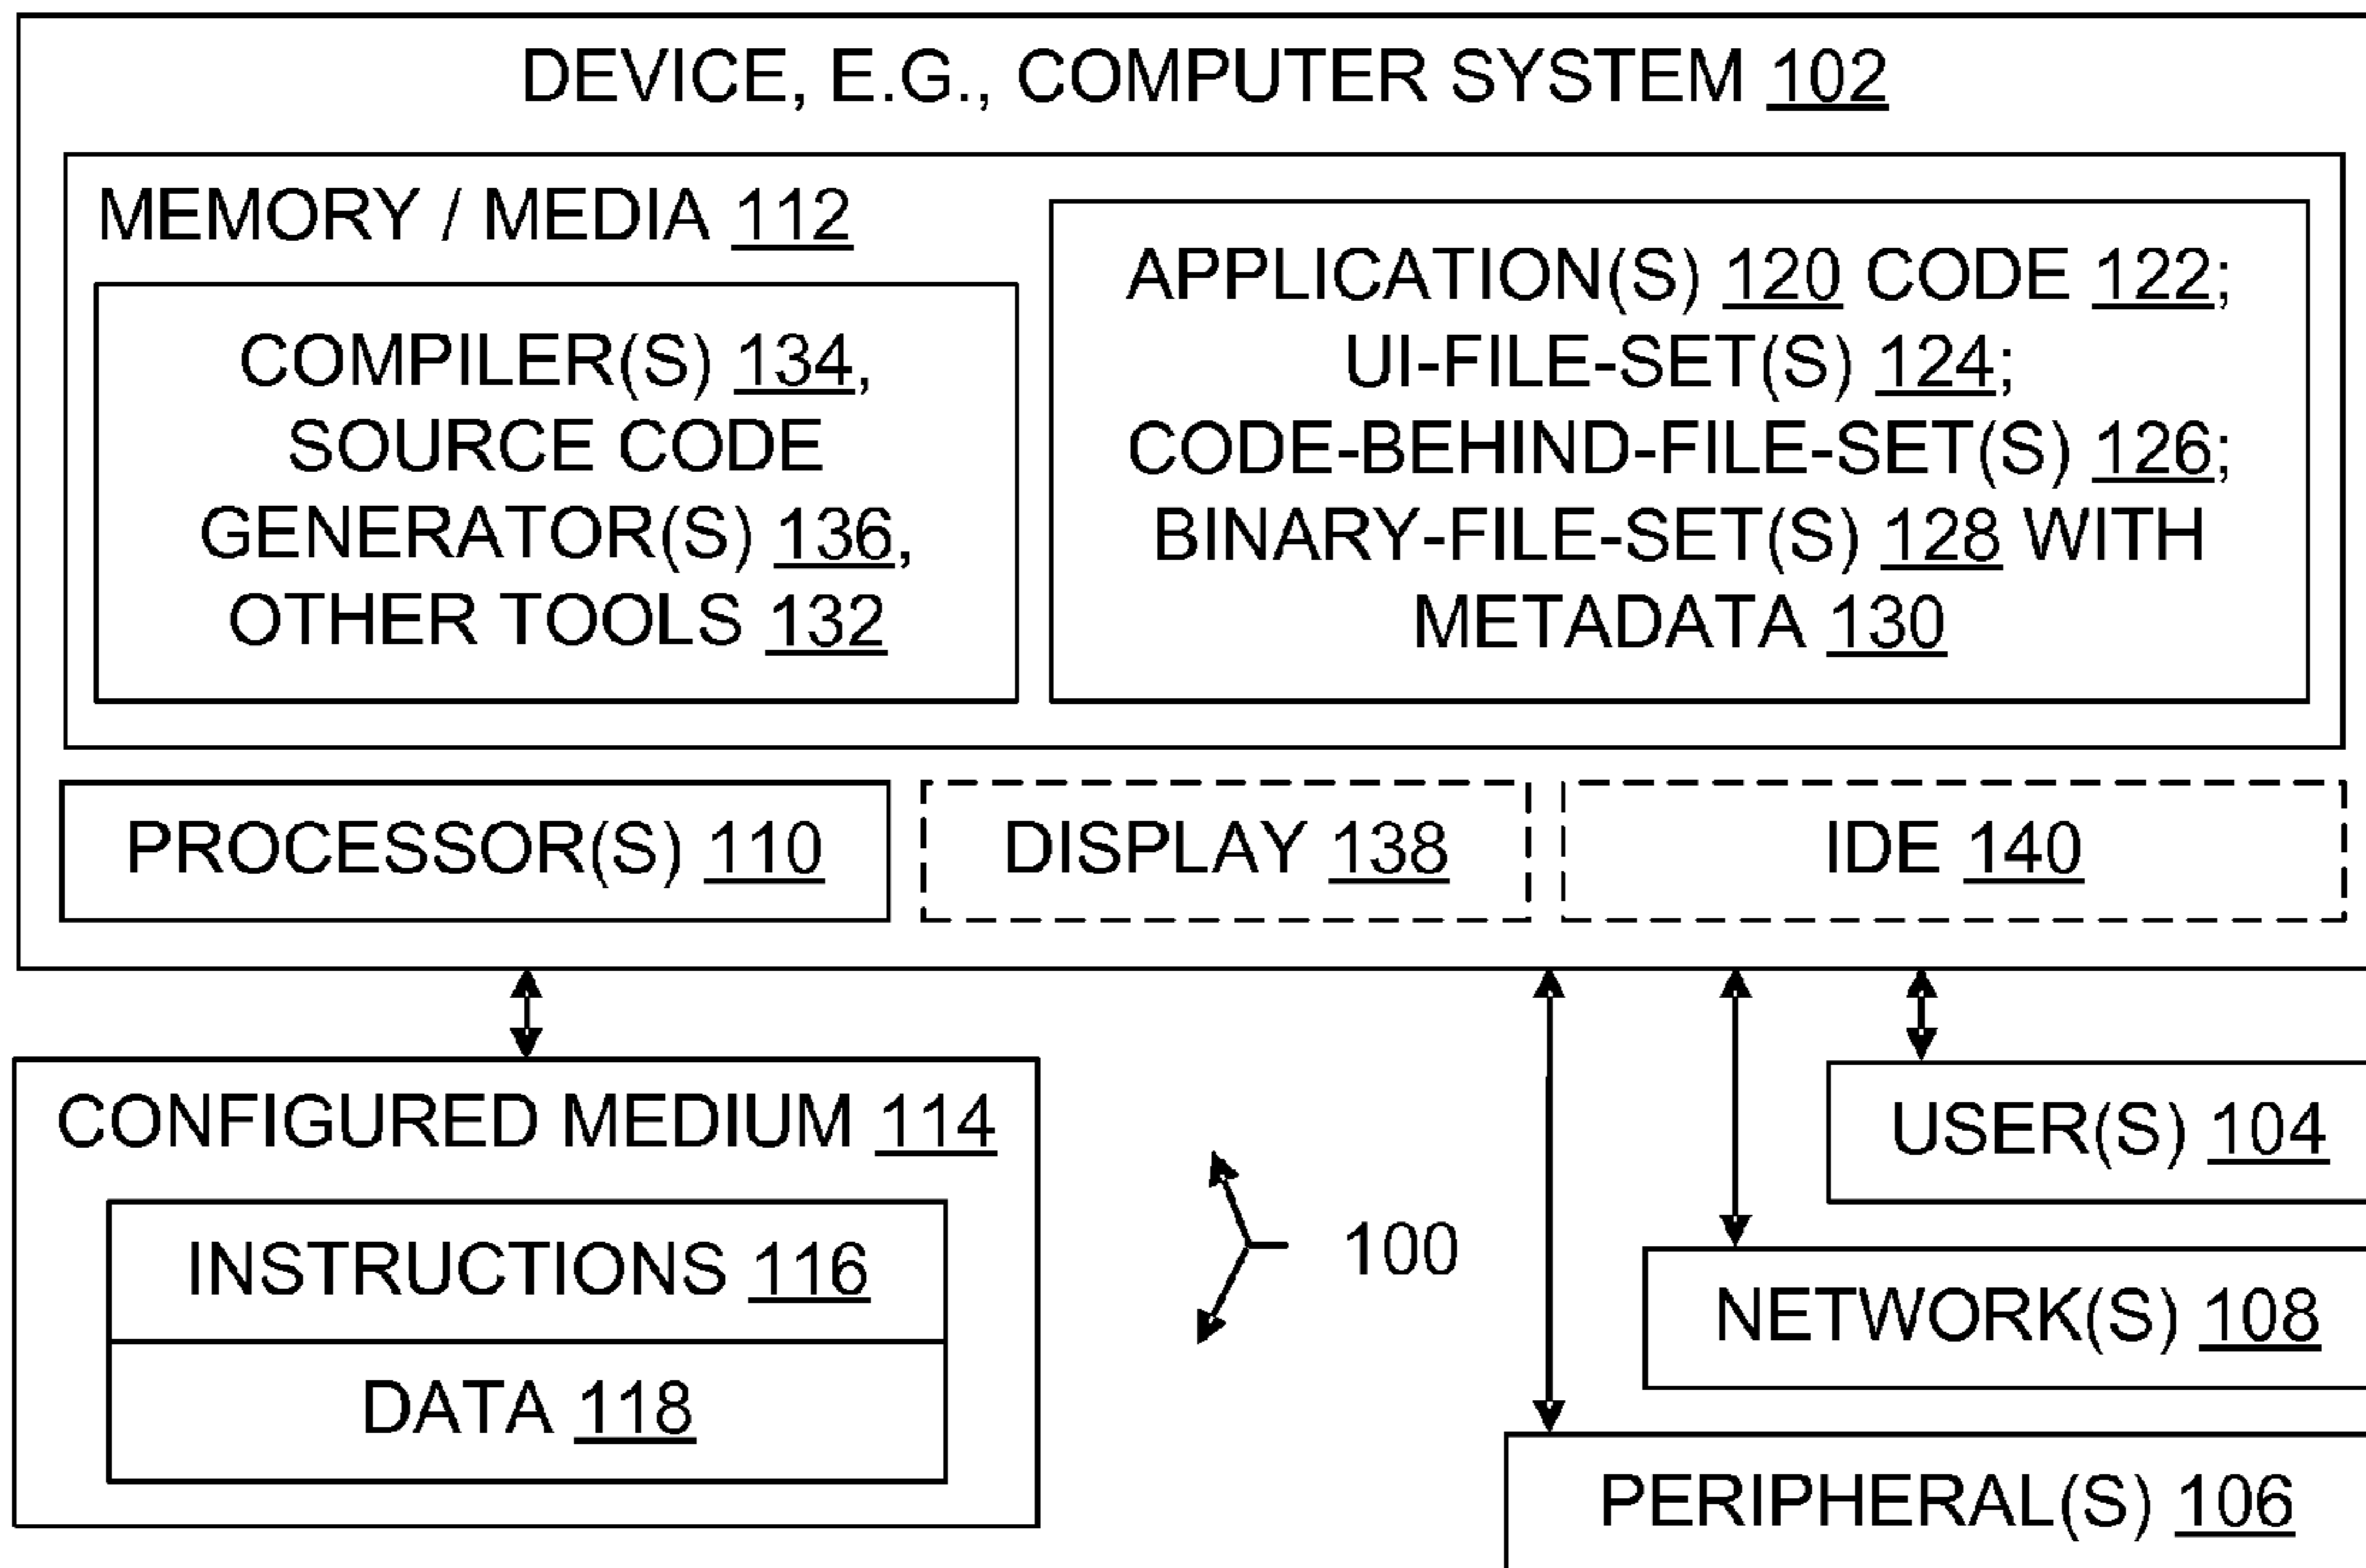 DEVICE, E.G., COMPUTER SYSTEM 102
MEMORY / MEDIA 112
COMPILER(S) 134,
SOURCE CODE
GENERATOR(S) 136,
OTHER TOOLS 132
APPLICATION(S) 120 CODE 122;
UI-FILE-SET(S) 124;
CODE-BEHIND-FILE-SET(S) 126;
BINARY-FILE-SET(S) 128 WITH
METADATA 130
PROCESSOR(S) 110
DISPLAY 138
IDE 140
CONFIGURED MEDIUM 114
INSTRUCTIONS 116
DATA 118
100
USER(S) 104
NETWORK(S) 108
PERIPHERAL(S) 106